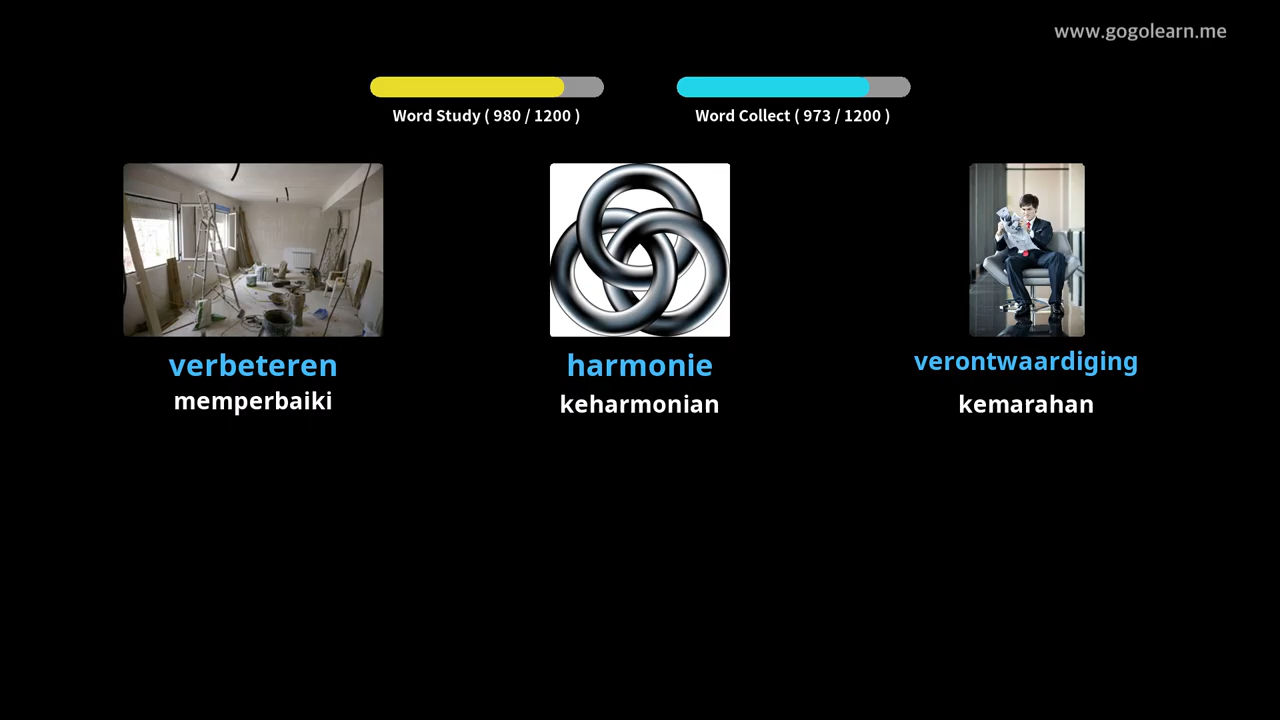 www.gogolearn.me
Word Study ( 980 / 1200 )
Word Collect ( 973 / 1200 )
verbeteren
memperbaiki
harmonie
keharmonian
verontwaardiging
kemarahan